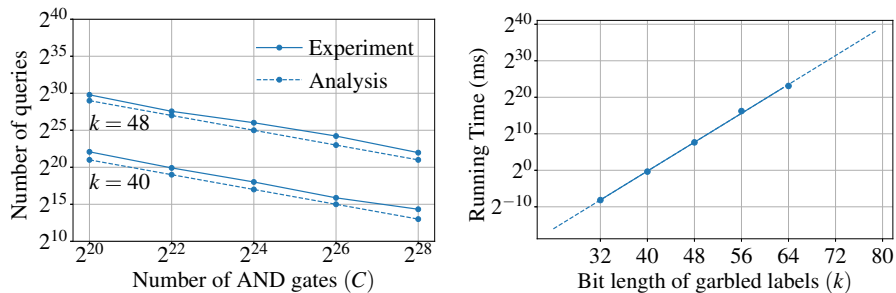 2^40
2^35
2^30
2^25
2^20
2^15
2^10
Number of queries
Experiment
Analysis
k = 48
k = 40
2^20 2^22 2^24 2^26 2^28
Number of AND gates (C)
2^40
2^30
2^20
2^10
2^0
2^−10
Running Time (ms)
32 40 48 56 64 72 80
Bit length of garbled labels (k)